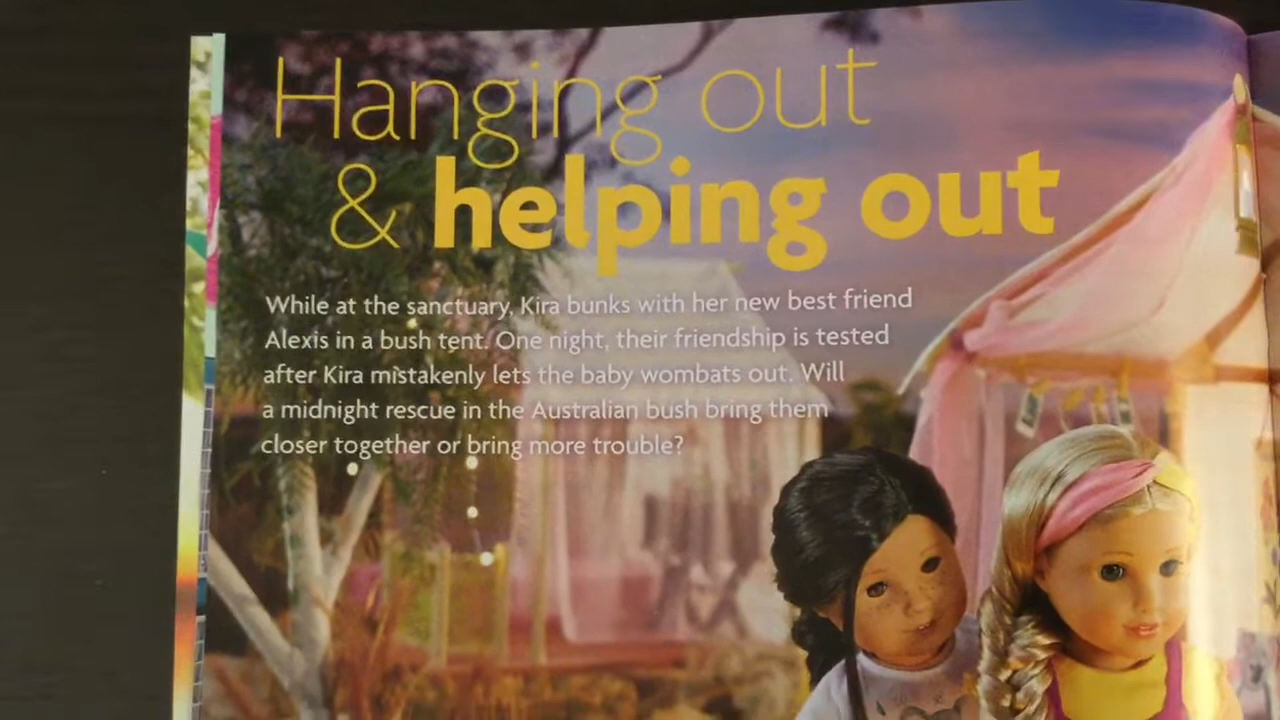 Hanging out
& helping out
While at the sanctuary, Kira bunks with her new best friend
Alexis in a bush tent. One night, their friendship is tested
after Kira mistakenly lets the baby wombats out. Will
a midnight rescue in the Australian bush bring them
closer together or bring more trouble?